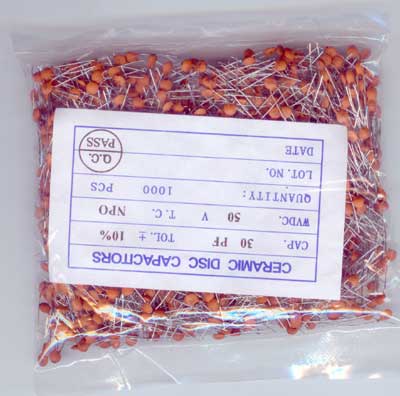 CERAMIC DISC CAPACITORS
CAP. 30 PF TOL.. ± 10%
WVDC. 50 V T. C. NPO
QUANTITY: 1000 PCS
LOT. NO.
DATE
Q.C.
PASS